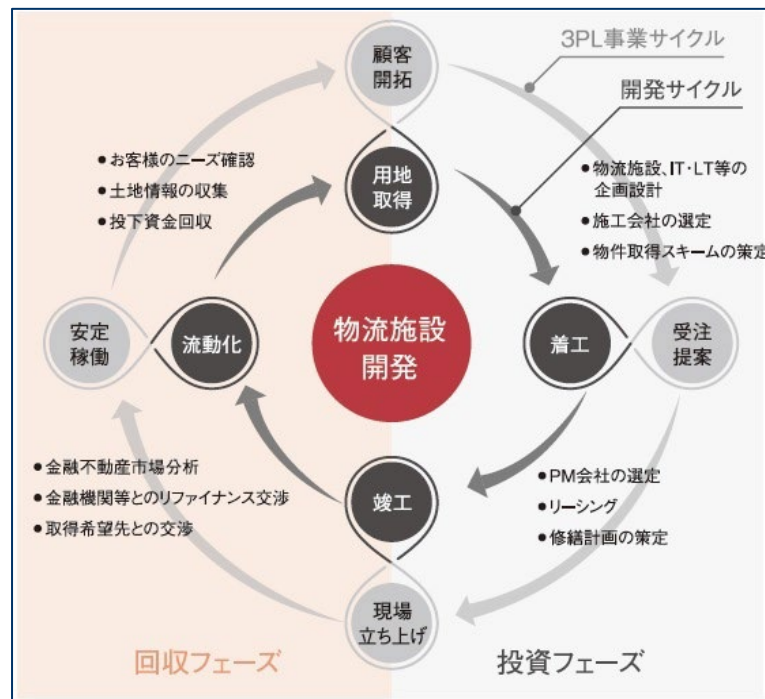 顧客
開拓
3PL事業サイクル
開発サイクル
●お客様のニーズ確認
●土地情報の収集
●投下資金回収
用地
取得
●物流施設、IT・LT等の
企画設計
●施工会社の選定
●物件取得スキームの策定
安定
稼働
流動化
物流施設
開発
着工
受注
提案
●金融不動産市場分析
●金融機関等とのリファイナンス交渉
●取得希望先との交渉
竣工
●PM会社の選定
●リーシング
●修繕計画の策定
現場
立ち上げ
回収フェーズ
投資フェーズ